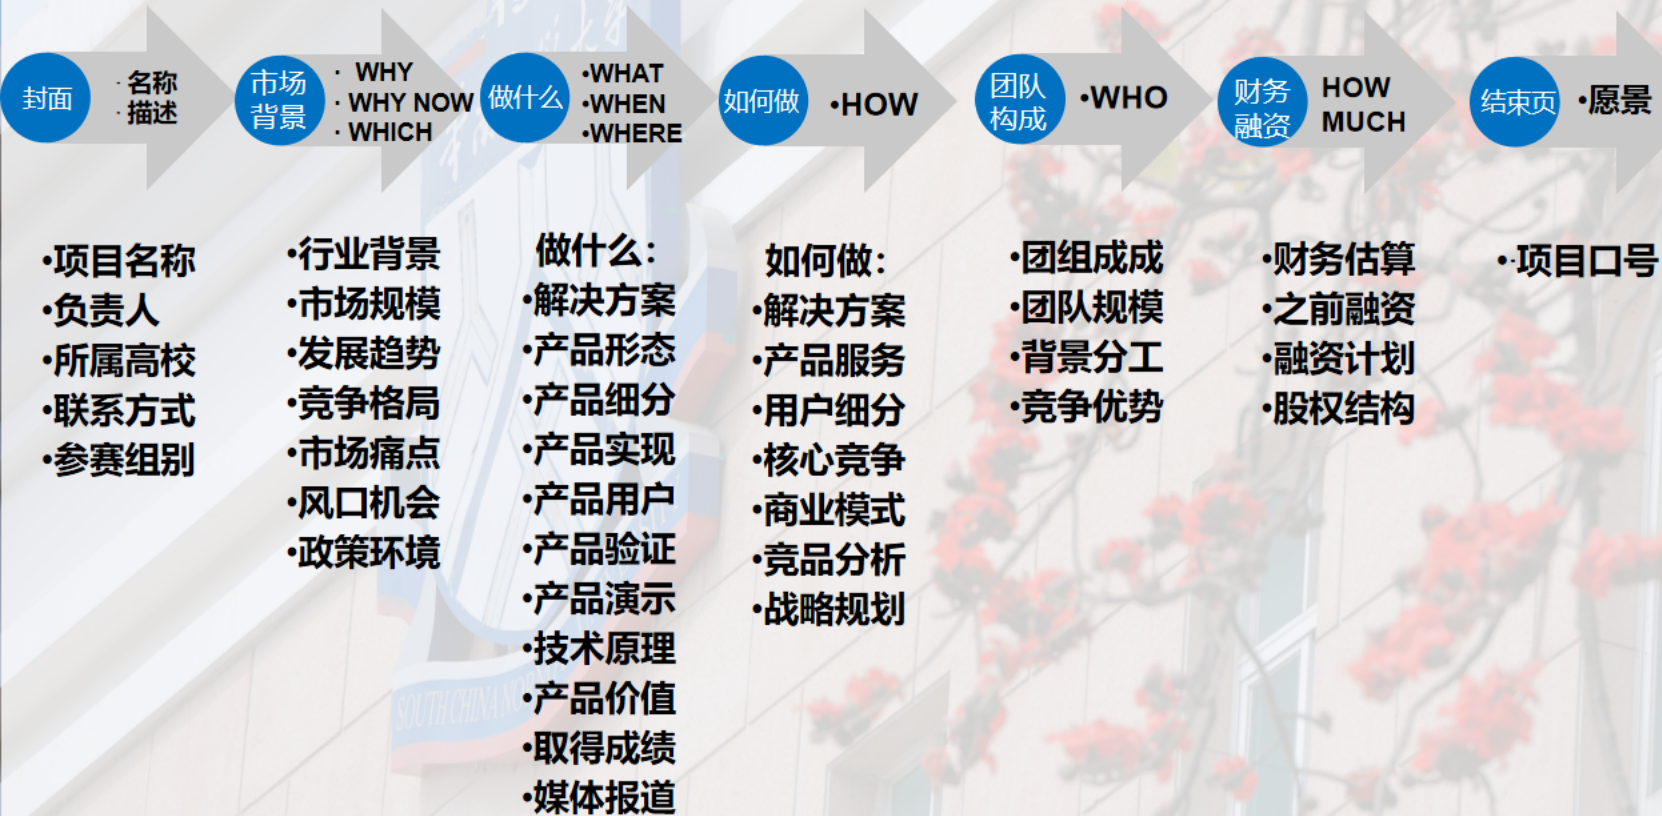 封面
· 名称
· 描述
市场
背景
· WHY
· WHY NOW
· WHICH
做什么
•WHAT
•WHEN
•WHERE
如何做
•HOW
团队
构成
•WHO
财务
融资
HOW
MUCH
结束页
•愿景
•项目名称
•负责人
•所属高校
•联系方式
•参赛组别
•行业背景
•市场规模
•发展趋势
•竞争格局
•市场痛点
•风口机会
•政策环境
做什么：
•解决方案
•产品形态
•产品细分
•产品实现
•产品用户
•产品验证
•产品演示
•技术原理
•产品价值
•取得成绩
•媒体报道
如何做：
•解决方案
•产品服务
•用户细分
•核心竞争
•商业模式
•竞品分析
•战略规划
•团组成成
•团队规模
•背景分工
•竞争优势
•财务估算
•之前融资
•融资计划
•股权结构
•·项目口号
SOUTH CHINA NORM